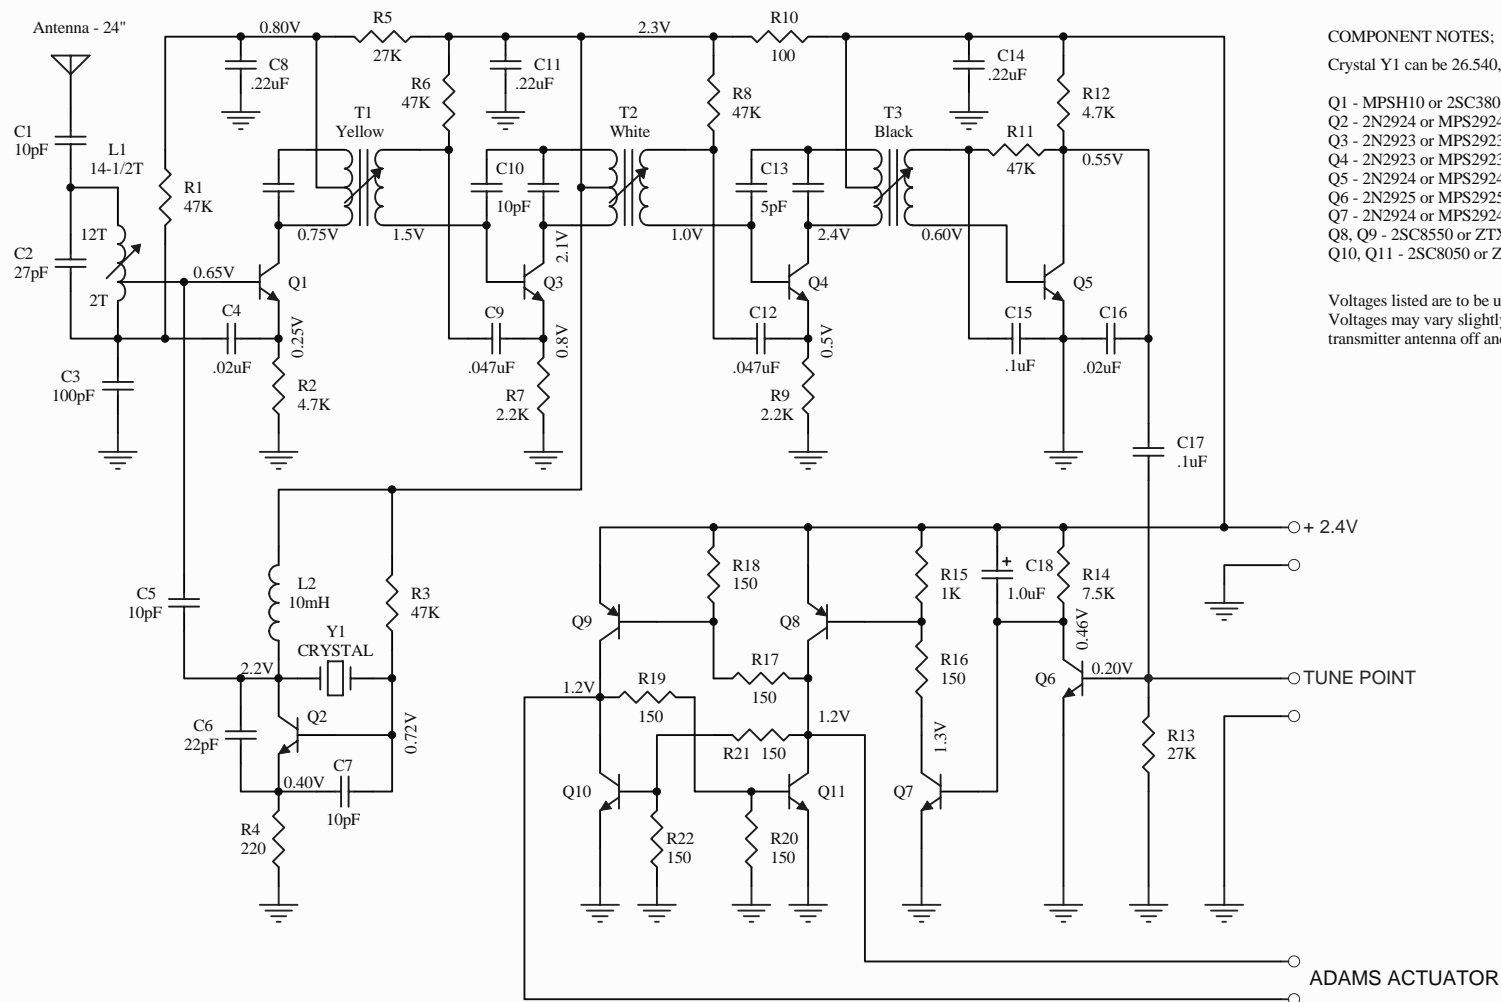 Antenna - 24"
0.80V
R5
27K
2.3V
R10
100
C8
.22uF
R6
47K
C11
.22uF
R8
47K
C14
.22uF
R12
4.7K
T1
Yellow
T2
White
T3
Black
R11
47K
C1
10pF
L1
14-1/2T
R1
47K
C10
10pF
C13
5pF
0.55V
0.75V
1.5V
2.1V
1.0V
2.4V
0.60V
12T
C2
27pF
2T
0.65V
Q1
Q3
Q4
Q5
C4
.02uF
0.25V
C9
.047uF
0.8V
C12
.047uF
0.5V
C15
.1uF
C16
.02uF
C3
100pF
R2
4.7K
R7
2.2K
R9
2.2K
C17
.1uF
COMPONENT NOTES;
Crystal Y1 can be 26.540,
Q1 - MPSH10 or 2SC380
Q2 - 2N2924 or MPS2924
Q3 - 2N2923 or MPS2923
Q4 - 2N2923 or MPS2923
Q5 - 2N2924 or MPS2924
Q6 - 2N2925 or MPS2925
Q7 - 2N2924 or MPS2924
Q8, Q9 - 2SC8550 or ZTX
Q10, Q11 - 2SC8050 or Z
Voltages listed are to be u
Voltages may vary slightly
transmitter antenna off and
+ 2.4V
C5
10pF
L2
10mH
R3
47K
Y1
CRYSTAL
2.2V
C6
22pF
Q2
0.72V
0.40V
C7
10pF
R4
220
Q9
R18
150
Q8
R15
1K
+
C18
1.0uF
R14
7.5K
0.46V
R17
150
R16
150
Q6
0.20V
TUNE POINT
1.2V
R19
150
1.2V
R21 150
1.3V
R13
27K
Q10
Q11
Q7
R22
150
R20
150
ADAMS ACTUATOR